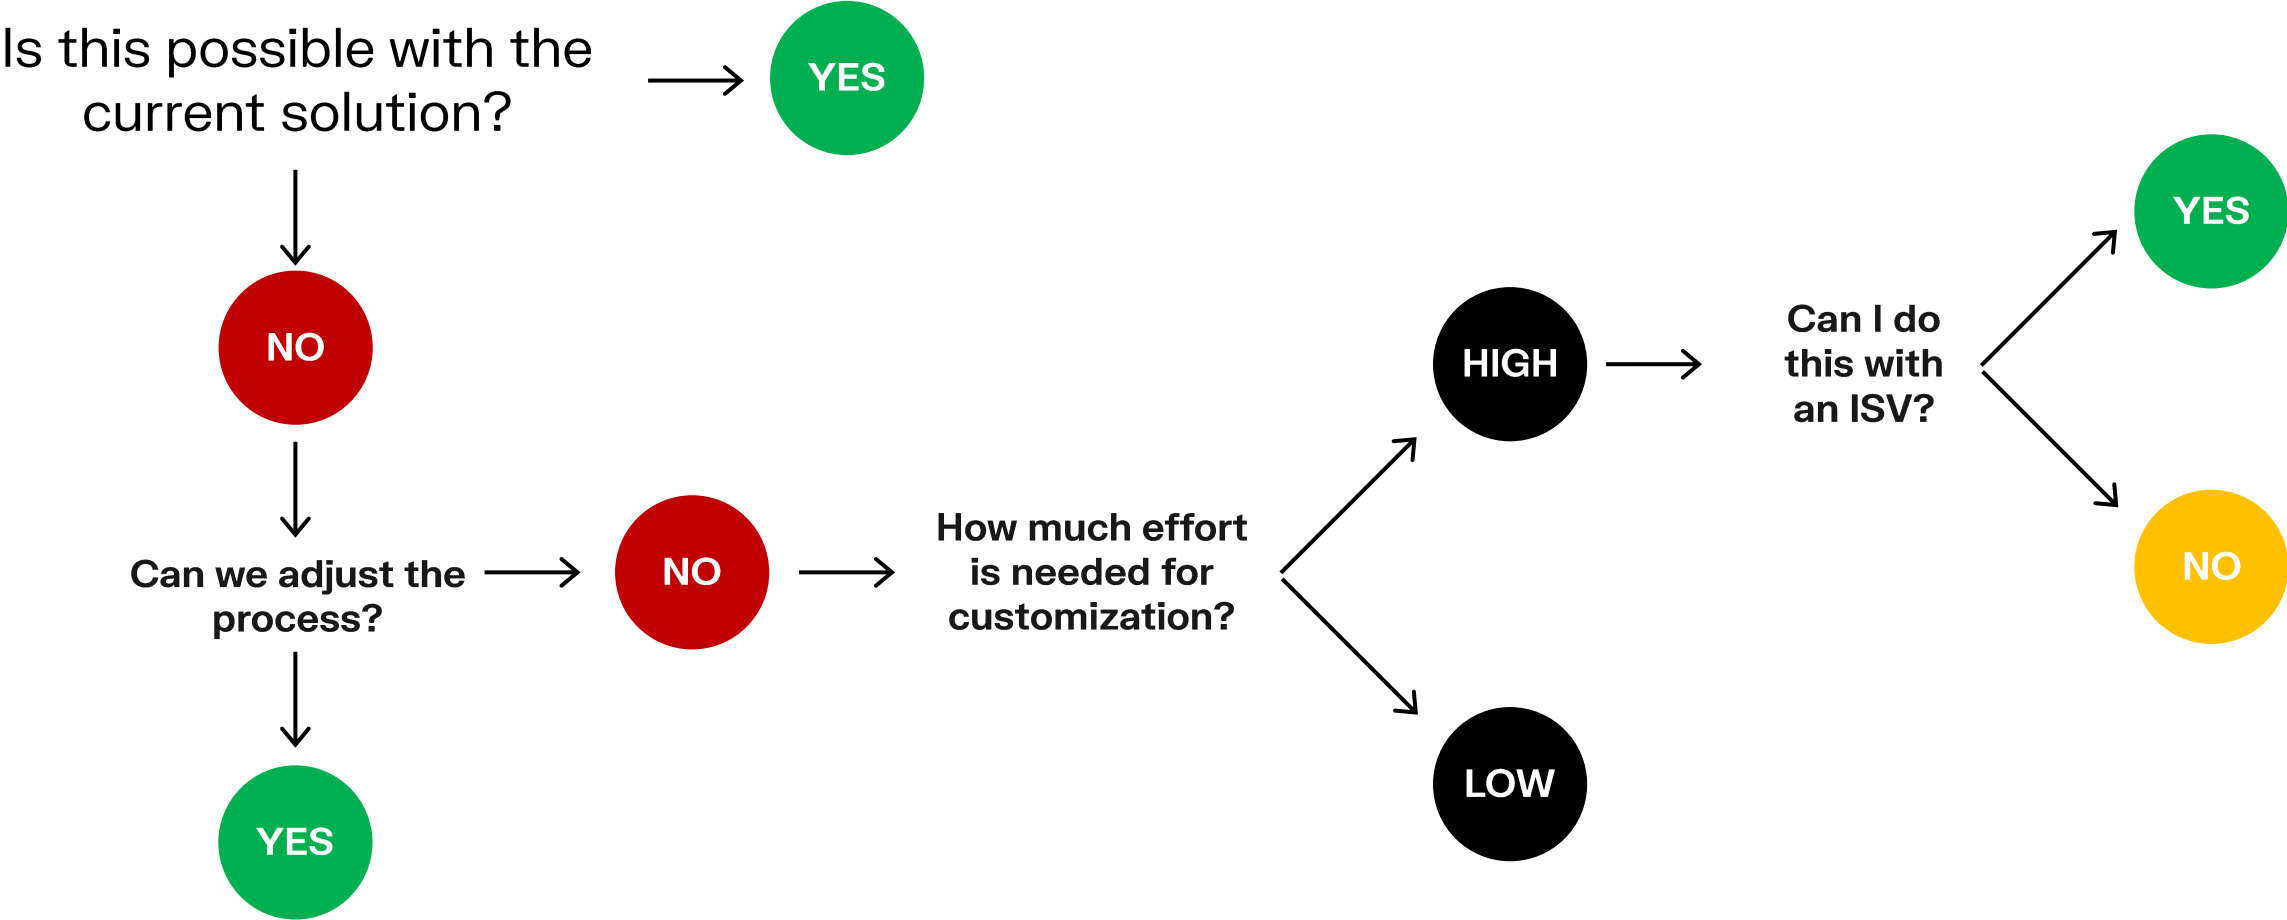 Is this possible with the
current solution?
YES
NO
Can we adjust the
process?
YES
NO
How much effort
is needed for
customization?
HIGH
LOW
Can I do
this with
an ISV?
YES
NO